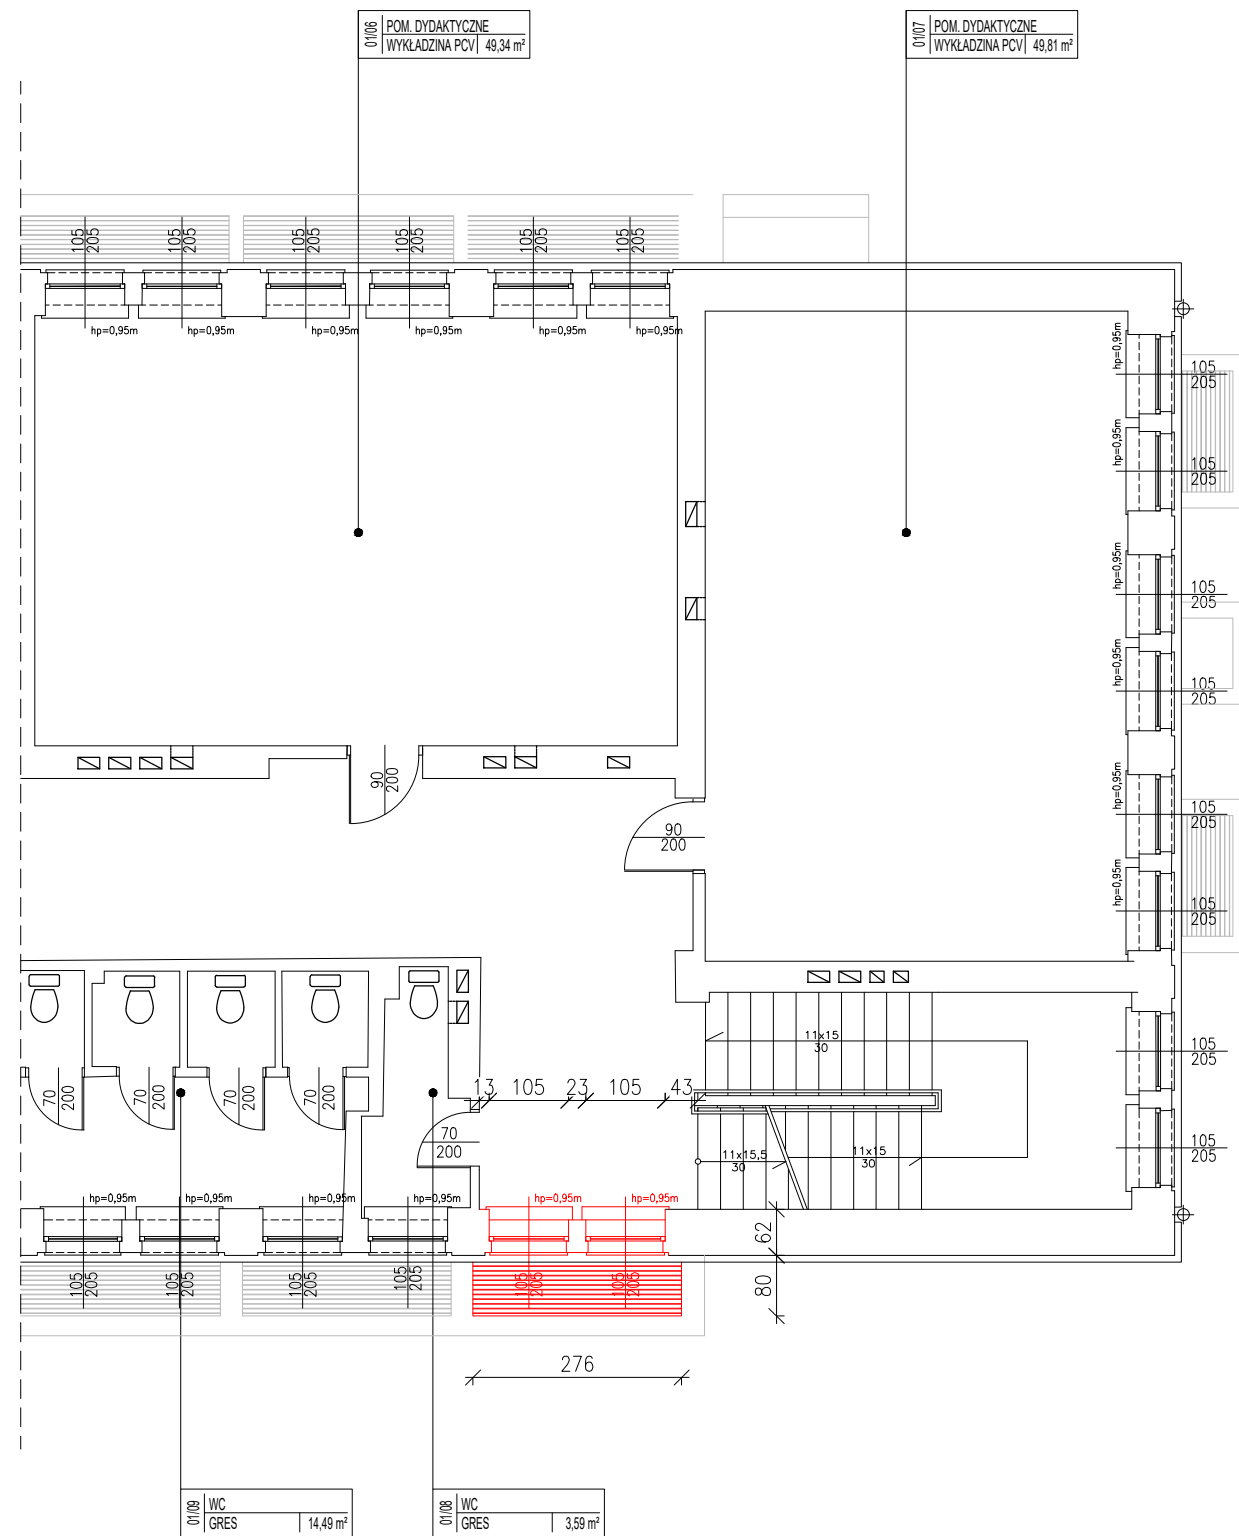 01/06 POM. DYDAKTYCZNE
WYKŁADZINA PCV 49,34 m²
01/07 POM. DYDAKTYCZNE
WYKŁADZINA PCV 49,81 m²
105 205 105 205 105 205 105 205 105 205 105 205
hp=0,95m hp=0,95m hp=0,95m hp=0,95m hp=0,95m hp=0,95m
hp=0,95m
105
205
hp=0,95m
105
205
hp=0,95m
105
205
hp=0,95m
105
205
90 200
hp=0,95m
105
205
90
200
hp=0,95m
105
205
11x15
30
105
205
70 200 70 200 70 200 70 200
13 105 23 105 43
70
200
11x15,5
30
11x15
30
105
205
hp=0,95m hp=0,95m hp=0,95m hp=0,95m hp=0,95m hp=0,95m
62
105 205 105 205 105 205 105 205 105 205 105 205
80
276
01/09 WC
GRES 14,49 m²
01/08 WC
GRES 3,59 m²